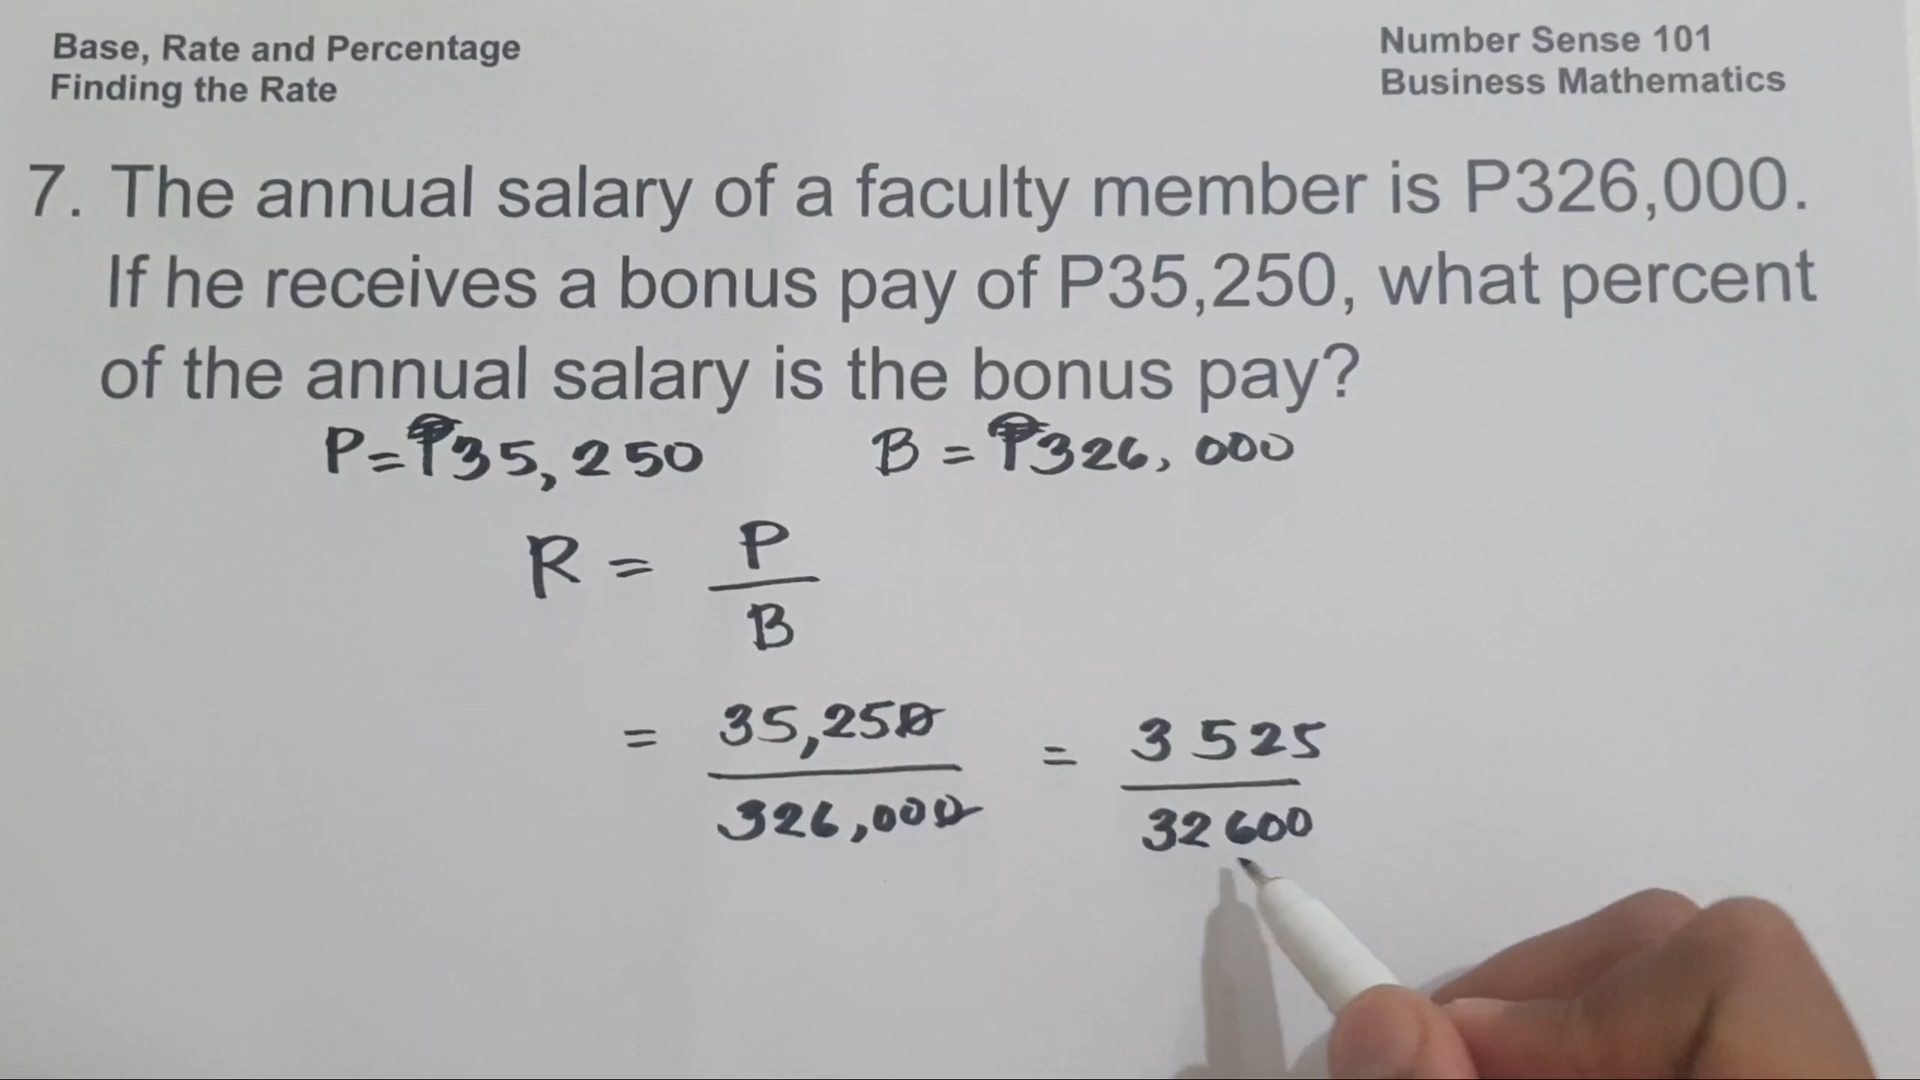 Base, Rate and Percentage
Finding the Rate
Number Sense 101
Business Mathematics
7. The annual salary of a faculty member is P326,000.
If he receives a bonus pay of P35,250, what percent
of the annual salary is the bonus pay?
P=₱35,250 B=₱326,000
R = P
B
= 35,250 = 3525
326,000 32600